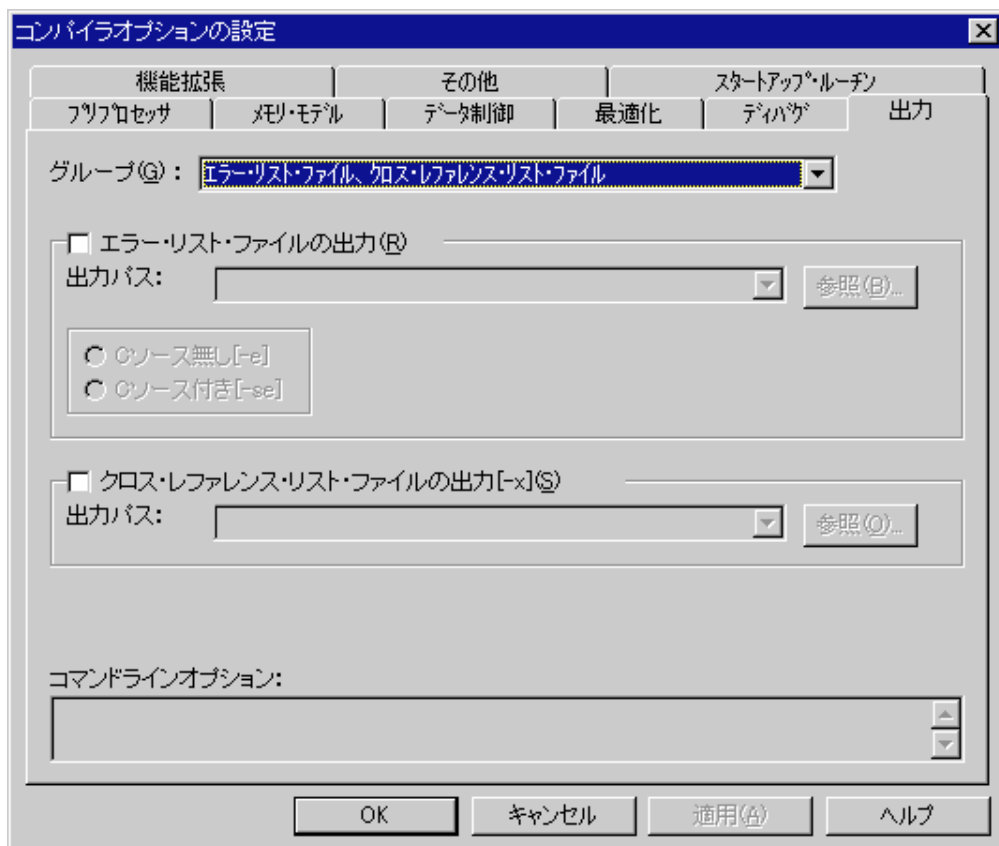 コンパイラオプションの設定
機能拡張 その他 ｽﾀｰﾄｱｯﾌﾟ･ﾙｰﾁﾝ
ﾌﾟﾘﾌﾟﾛｾｯｻ ﾒﾓﾘ･ﾓﾃﾞﾙ ﾃﾞｰﾀ制御 最適化 ﾃﾞｨﾊﾞｸﾞ 出力
グループ(G)： ｴﾗｰ･ﾘｽﾄ･ﾌｧｲﾙ､ｸﾛｽ･ﾚﾌｧﾚﾝｽ･ﾘｽﾄ･ﾌｧｲﾙ
エラー･リスト･ファイルの出力(R)
出力パス: 参照(B)...
Cソース無し[-e]
Cソース付き[-se]
クロス･レファレンス･リスト･ファイルの出力[-x](S)
出力パス: 参照(O)...
コマンドラインオプション:
OK キャンセル 適用(A) ヘルプ